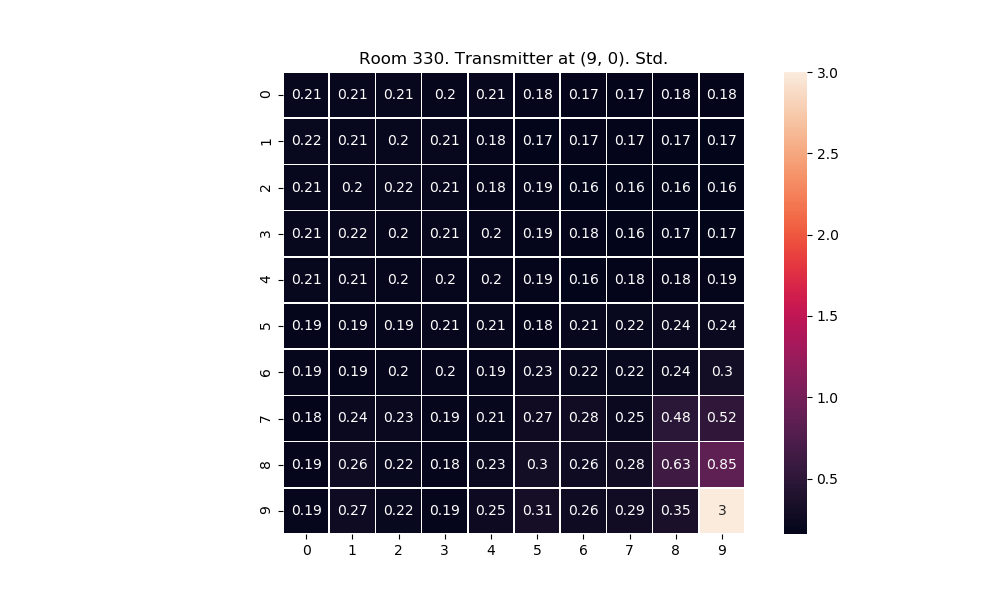 Room 330. Transmitter at (9, 0). Std.
0 0.21 0.21 0.21 0.2 0.21 0.18 0.17 0.17 0.18 0.18
1 0.22 0.21 0.2 0.21 0.18 0.17 0.17 0.17 0.17 0.17
2 0.21 0.2 0.22 0.21 0.18 0.19 0.16 0.16 0.16 0.16
3 0.21 0.22 0.2 0.21 0.2 0.19 0.18 0.16 0.17 0.17
4 0.21 0.21 0.2 0.2 0.2 0.19 0.16 0.18 0.18 0.19
5 0.19 0.19 0.19 0.21 0.21 0.18 0.21 0.22 0.24 0.24
6 0.19 0.19 0.2 0.2 0.19 0.23 0.22 0.22 0.24 0.3
7 0.18 0.24 0.23 0.19 0.21 0.27 0.28 0.25 0.48 0.52
8 0.19 0.26 0.22 0.18 0.23 0.3 0.26 0.28 0.63 0.85
9 0.19 0.27 0.22 0.19 0.25 0.31 0.26 0.29 0.35 3
0 1 2 3 4 5 6 7 8 9
3.0
2.5
2.0
1.5
1.0
0.5